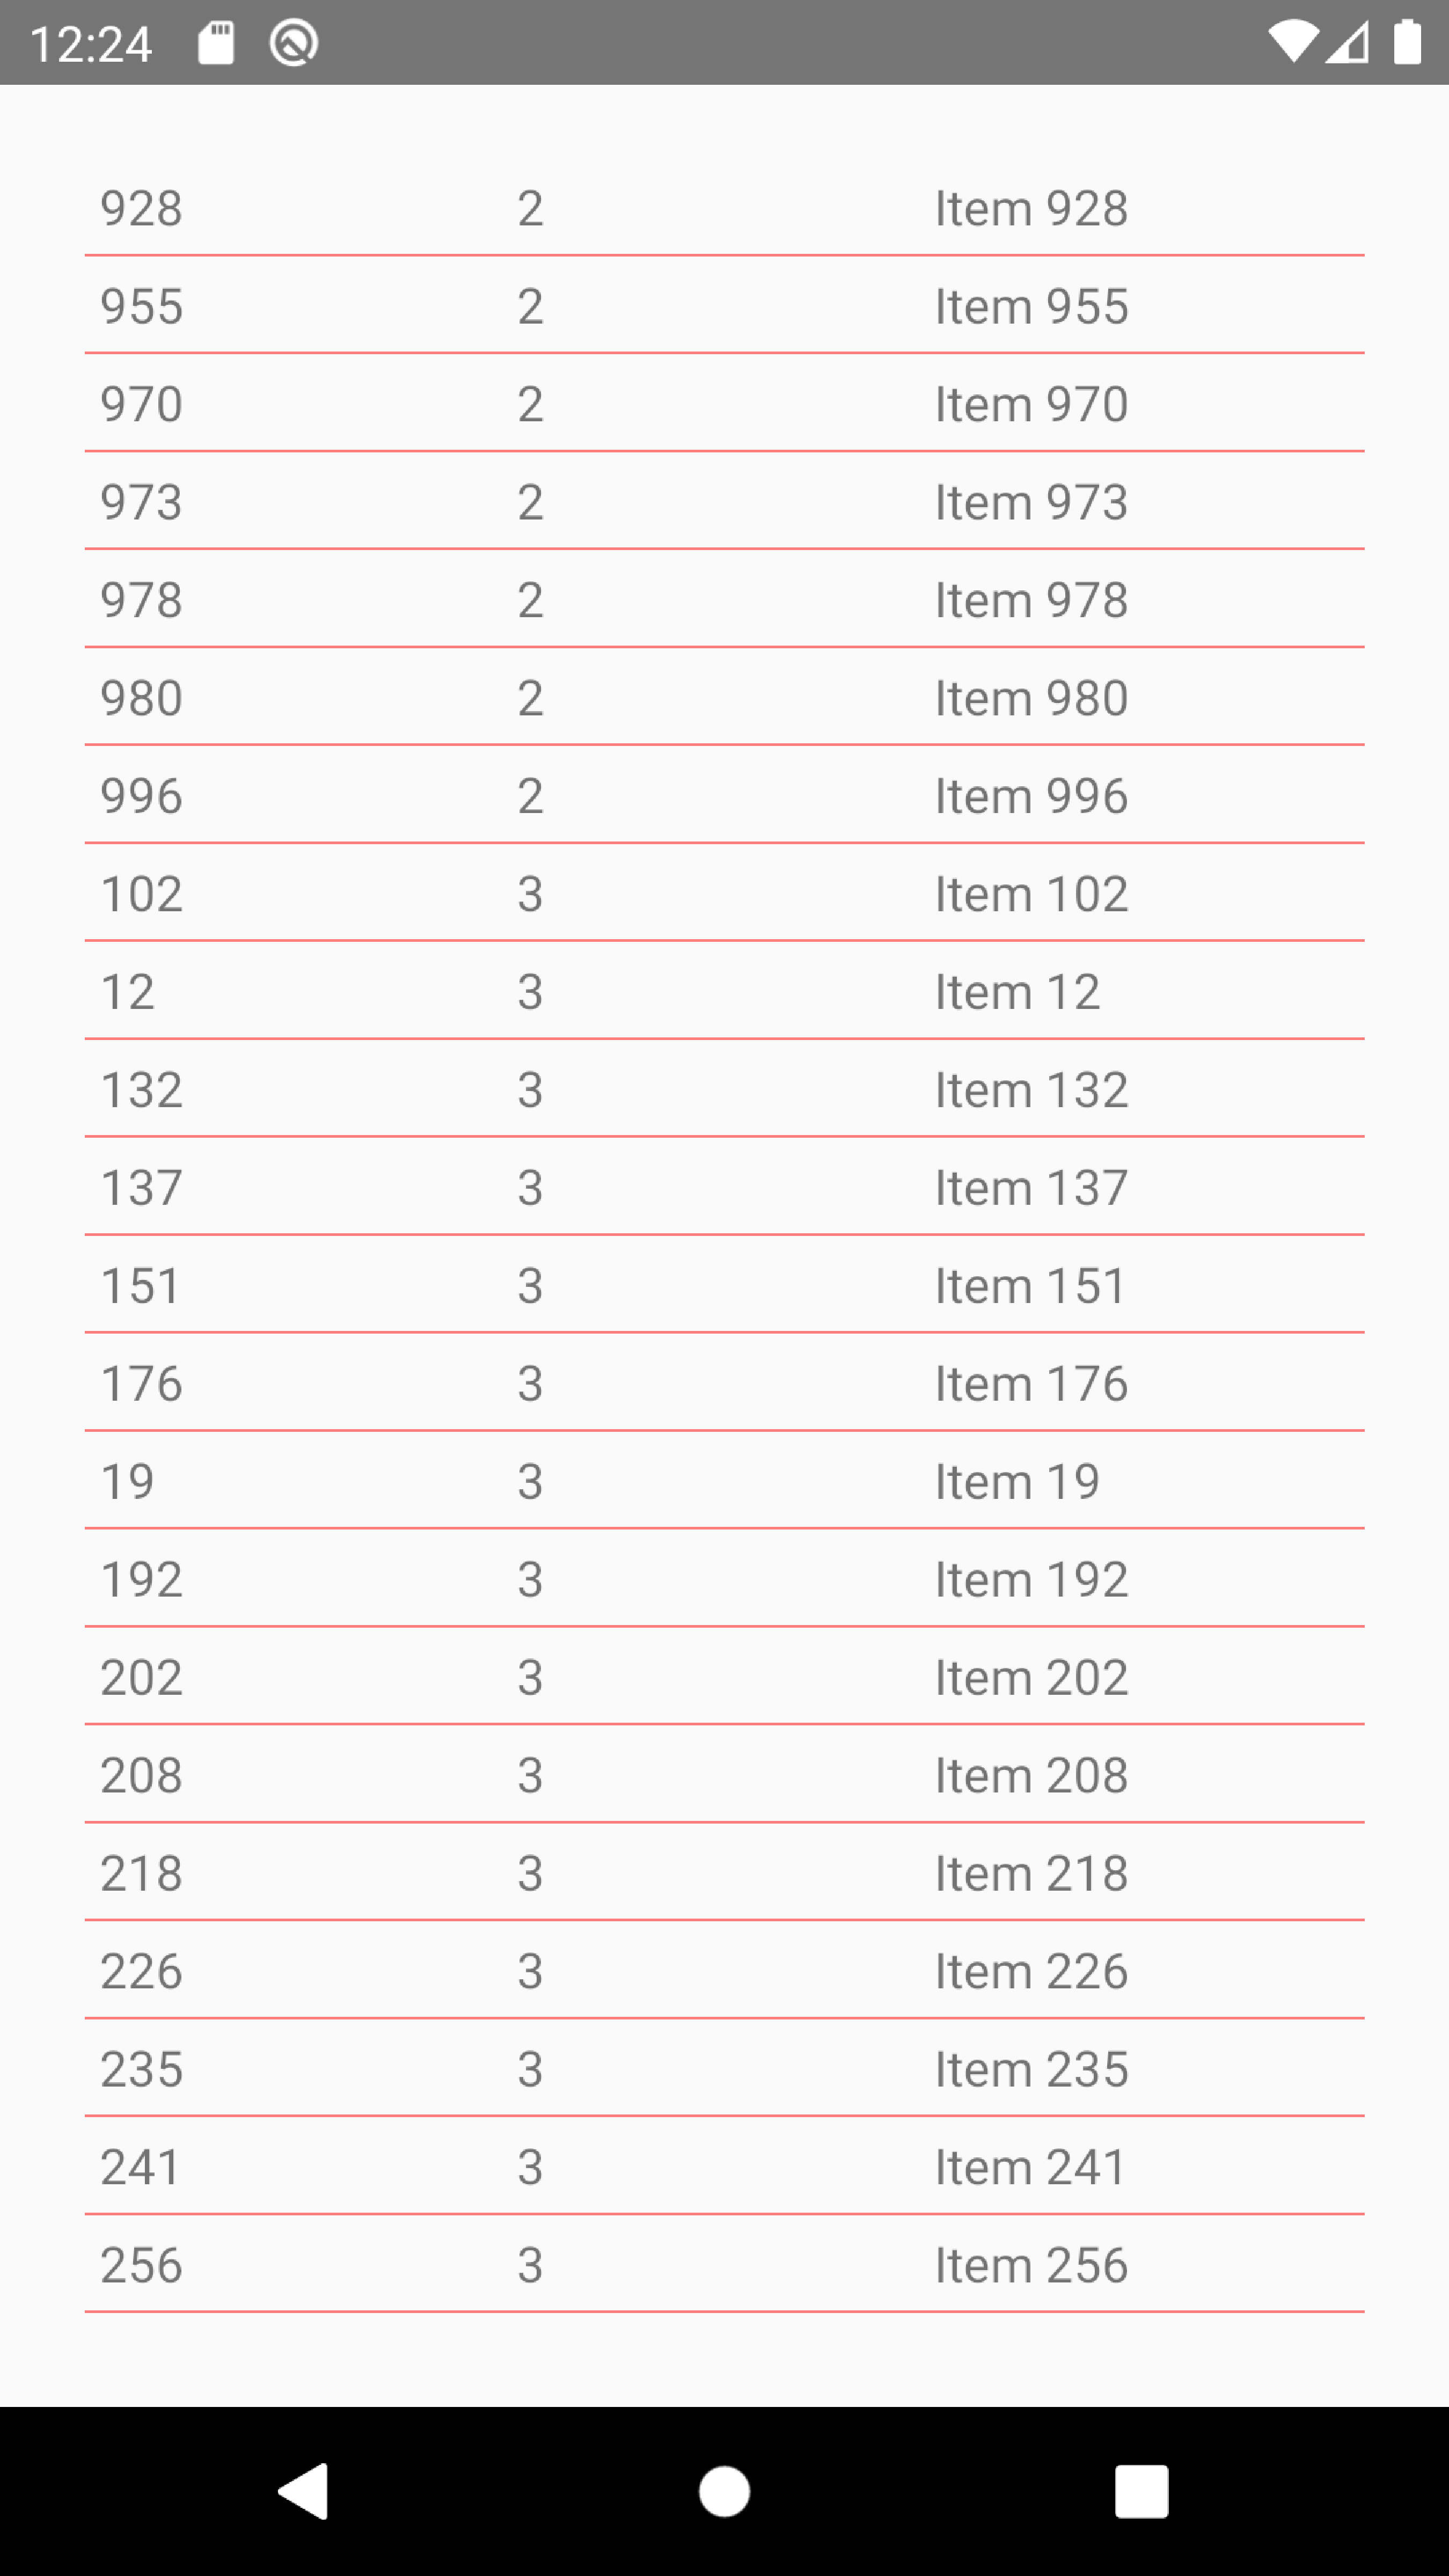 12:24
928 2 Item 928
955 2 Item 955
970 2 Item 970
973 2 Item 973
978 2 Item 978
980 2 Item 980
996 2 Item 996
102 3 Item 102
12 3 Item 12
132 3 Item 132
137 3 Item 137
151 3 Item 151
176 3 Item 176
19 3 Item 19
192 3 Item 192
202 3 Item 202
208 3 Item 208
218 3 Item 218
226 3 Item 226
235 3 Item 235
241 3 Item 241
256 3 Item 256